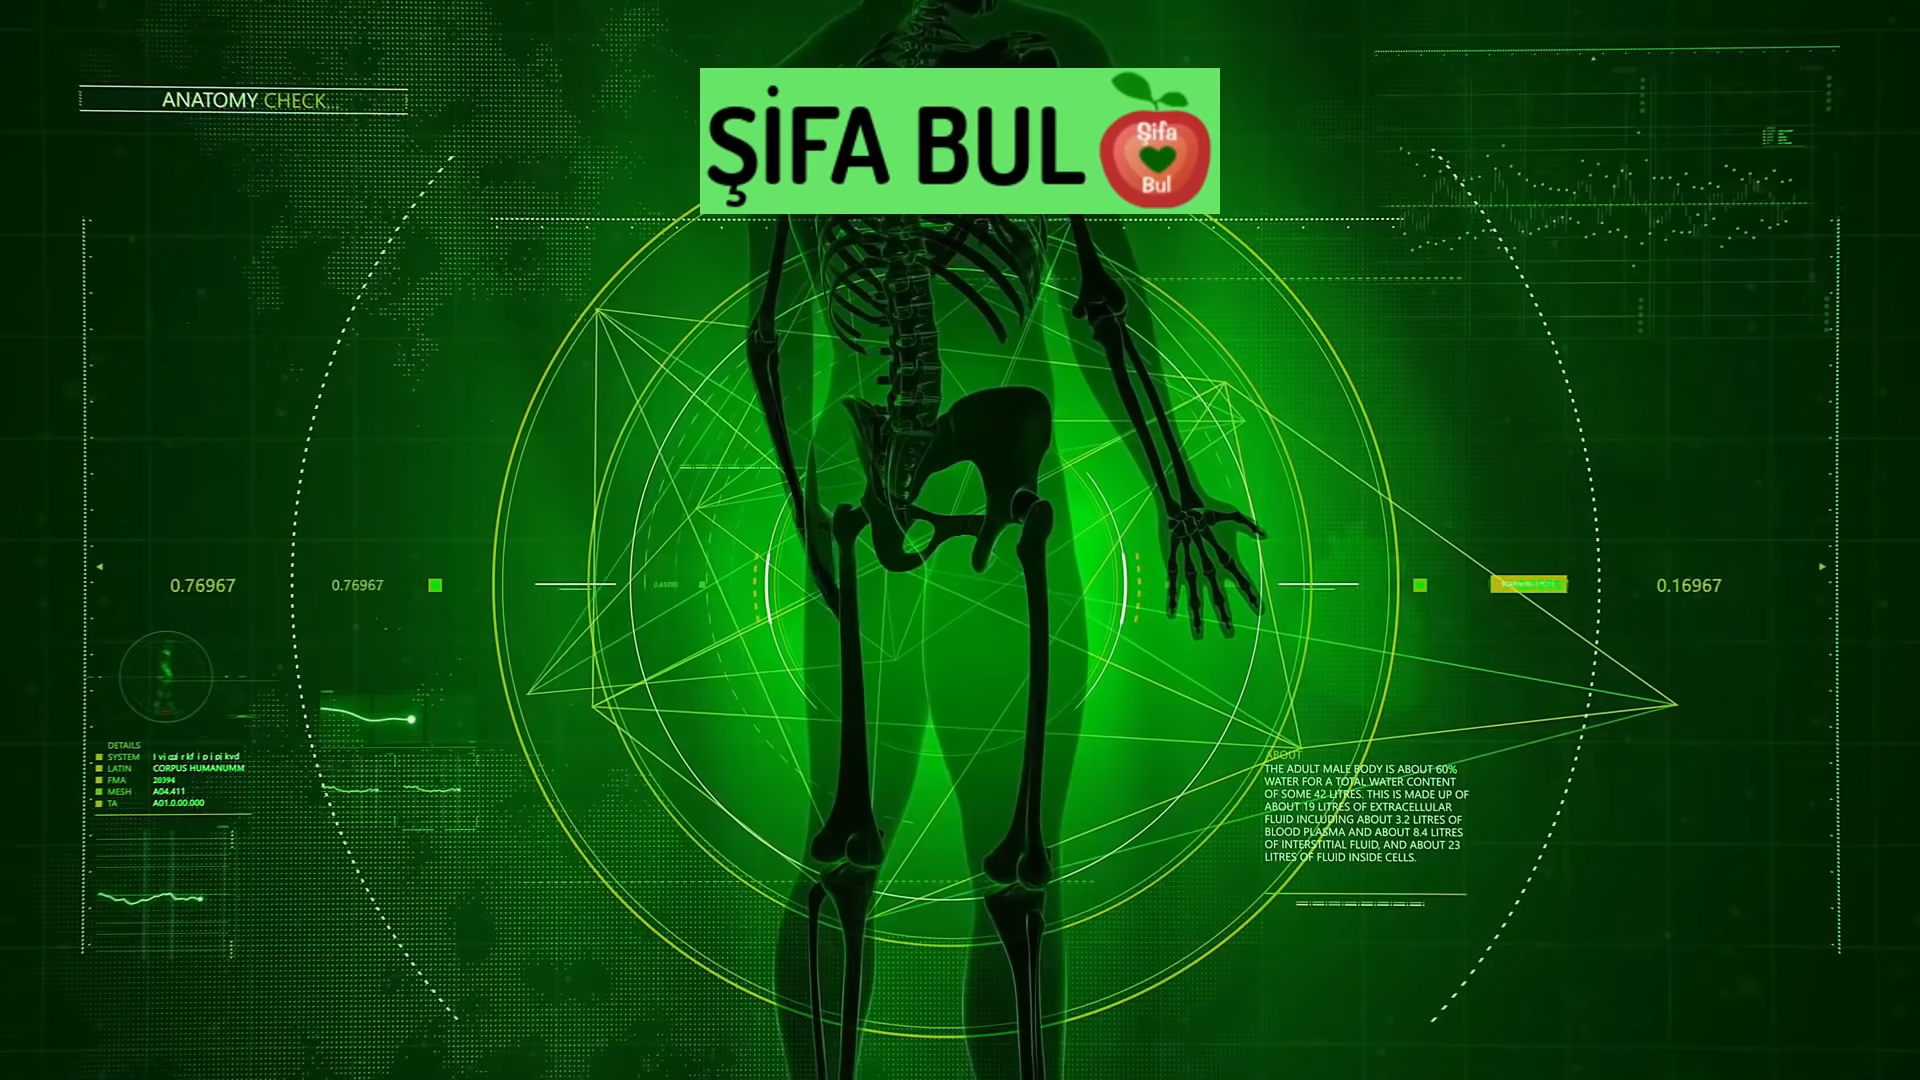 ANATOMY CHECK...
ŞİFA BUL
Şifa
Bul
0.76967
0.76967
0.16967
DETAILS
SYSTEM
LATIN CORPUS HUMANUMM
FMA 20394
MESH A04.411
TA A01.0.00.000
ABOUT
THE ADULT MALE BODY IS ABOUT 60%
WATER FOR A TOTAL WATER CONTENT
OF SOME 42 LITRES. THIS IS MADE UP OF
ABOUT 19 LITRES OF EXTRACELLULAR
FLUID INCLUDING ABOUT 3.2 LITRES OF
BLOOD PLASMA AND ABOUT 8.4 LITRES
OF INTERSTITIAL FLUID, AND ABOUT 23
LITRES OF FLUID INSIDE CELLS.